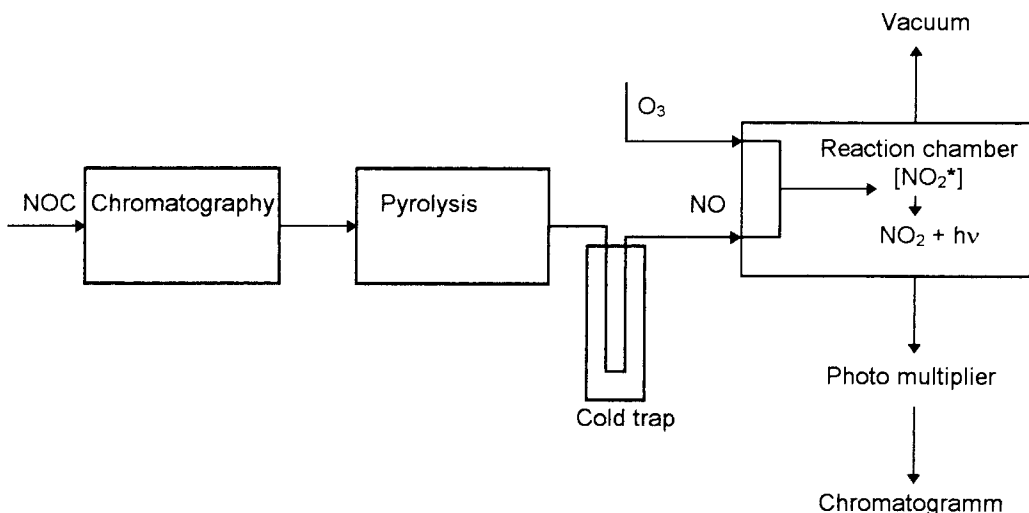 Vacuum
O₃
Reaction chamber
[NO₂*]
NO₂ + hν
NOC
Chromatography
Pyrolysis
NO
Cold trap
Photo multiplier
Chromatogramm